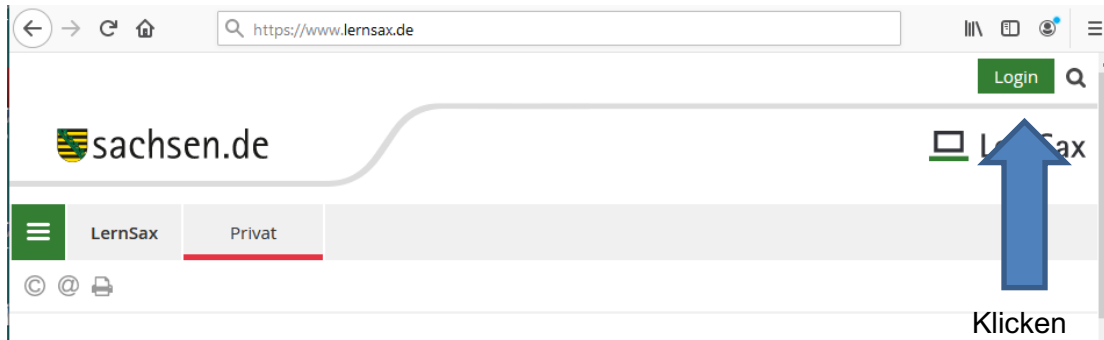 https://www.lernsax.de
Login
sachsen.de
LernSax
Privat
© @
Klicken